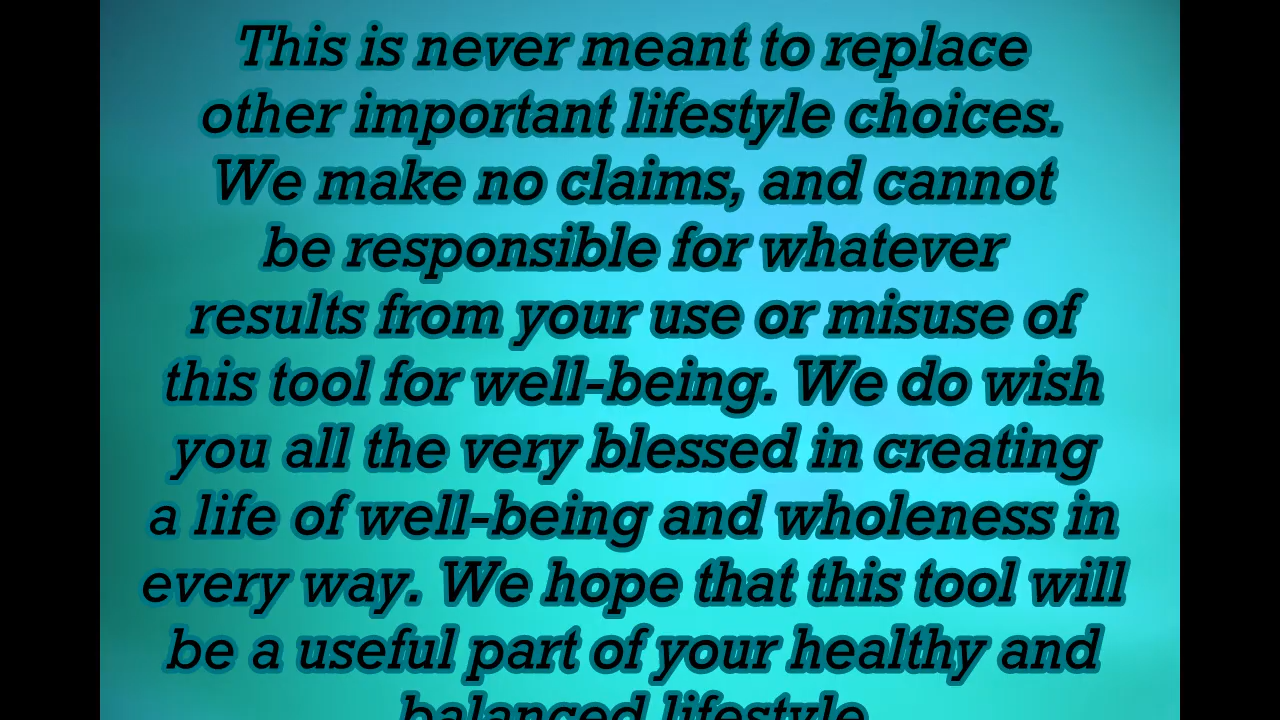 This is never meant to replace
other important lifestyle choices.
We make no claims, and cannot
be responsible for whatever
results from your use or misuse of
this tool for well-being. We do wish
you all the very blessed in creating
a life of well-being and wholeness in
every way. We hope that this tool will
be a useful part of your healthy and
balanced lifestyle